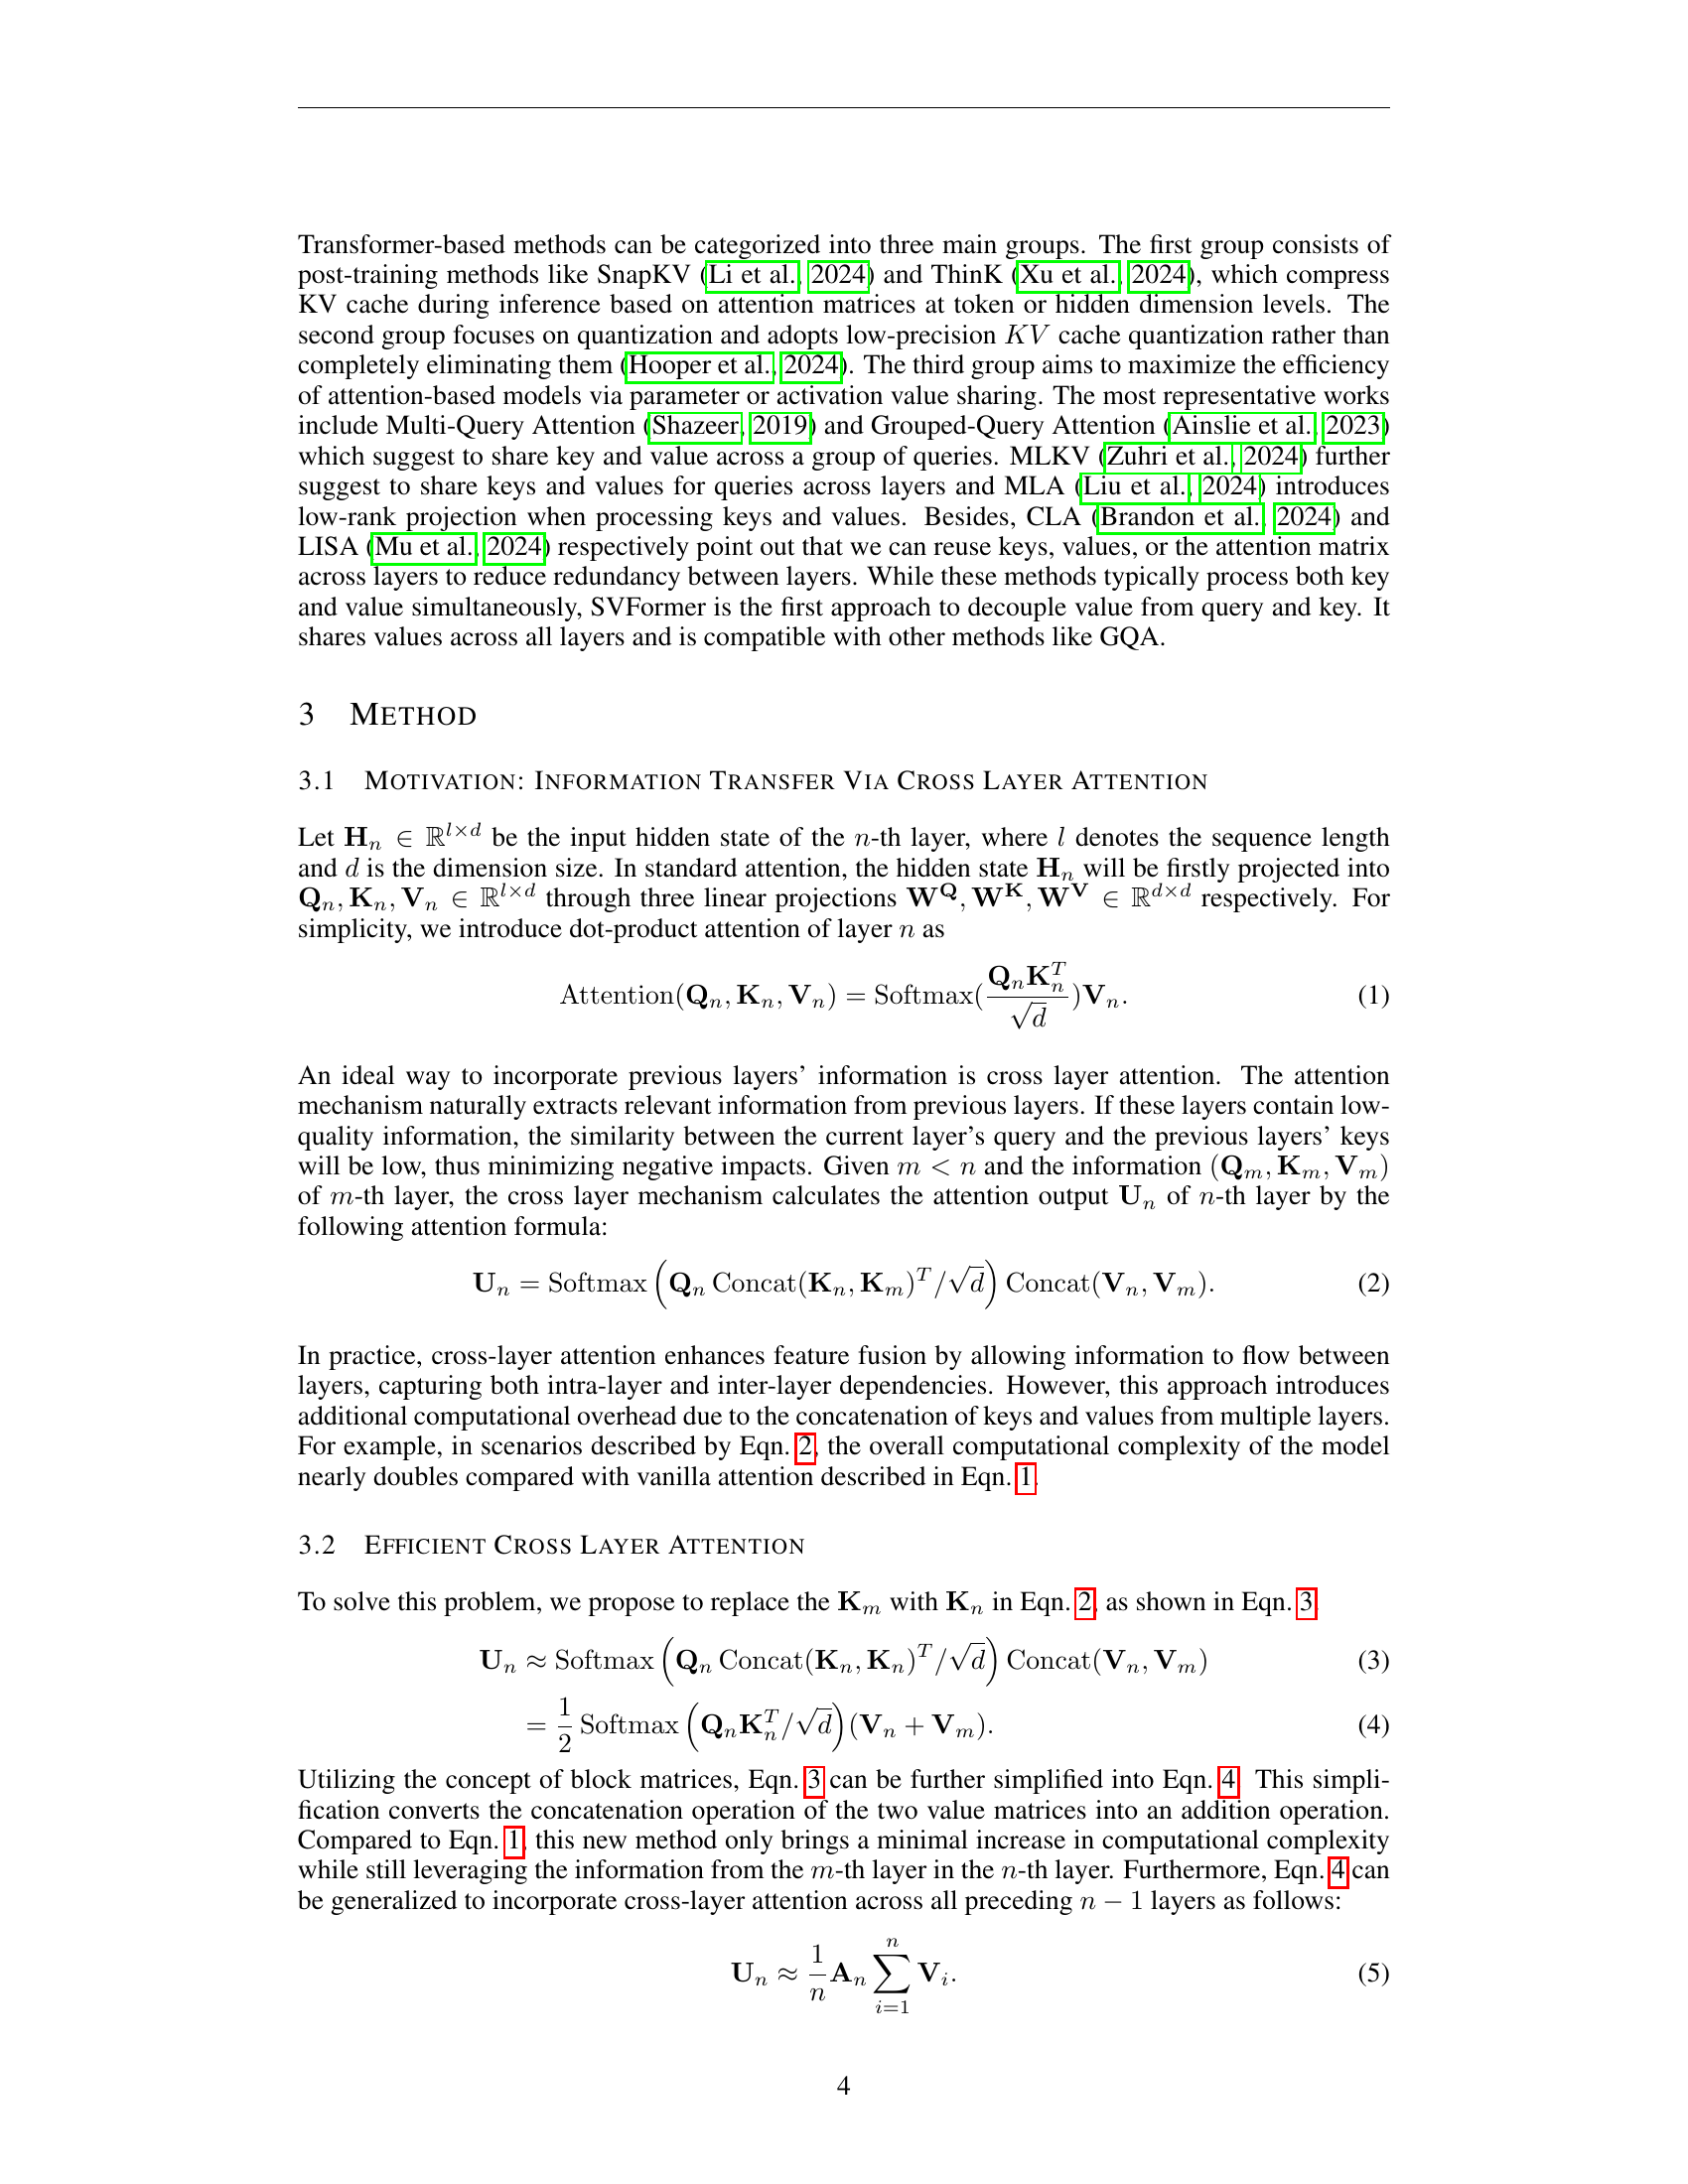 Transformer-based methods can be categorized into three main groups. The first group consists of
post-training methods like SnapKV (Li et al., 2024) and ThinK (Xu et al., 2024), which compress
KV cache during inference based on attention matrices at token or hidden dimension levels. The
second group focuses on quantization and adopts low-precision KV cache quantization rather than
completely eliminating them (Hooper et al., 2024). The third group aims to maximize the efficiency
of attention-based models via parameter or activation value sharing. The most representative works
include Multi-Query Attention (Shazeer, 2019) and Grouped-Query Attention (Ainslie et al., 2023)
which suggest to share key and value across a group of queries. MLKV (Zuhri et al., 2024) further
suggest to share keys and values for queries across layers and MLA (Liu et al., 2024) introduces
low-rank projection when processing keys and values. Besides, CLA (Brandon et al., 2024) and
LISA (Mu et al., 2024) respectively point out that we can reuse keys, values, or the attention matrix
across layers to reduce redundancy between layers. While these methods typically process both key
and value simultaneously, SVFormer is the first approach to decouple value from query and key. It
shares values across all layers and is compatible with other methods like GQA.
3 METHOD
3.1 MOTIVATION: INFORMATION TRANSFER VIA CROSS LAYER ATTENTION
Let $\mathbf{H}_n \in \mathbb{R}^{l \times d}$ be the input hidden state of the $n$-th layer, where $l$ denotes the sequence length
and $d$ is the dimension size. In standard attention, the hidden state $\mathbf{H}_n$ will be firstly projected into
$\mathbf{Q}_n, \mathbf{K}_n, \mathbf{V}_n \in \mathbb{R}^{l \times d}$ through three linear projections $\mathbf{W}^{\mathbf{Q}}, \mathbf{W}^{\mathbf{K}}, \mathbf{W}^{\mathbf{V}} \in \mathbb{R}^{d \times d}$ respectively. For
simplicity, we introduce dot-product attention of layer $n$ as
$\text{Attention}(\mathbf{Q}_n, \mathbf{K}_n, \mathbf{V}_n) = \text{Softmax}(\frac{\mathbf{Q}_n \mathbf{K}_n^T}{\sqrt{d}})\mathbf{V}_n.$ (1)
An ideal way to incorporate previous layers' information is cross layer attention. The attention
mechanism naturally extracts relevant information from previous layers. If these layers contain low-
quality information, the similarity between the current layer's query and the previous layers' keys
will be low, thus minimizing negative impacts. Given $m < n$ and the information $(\mathbf{Q}_m, \mathbf{K}_m, \mathbf{V}_m)$
of $m$-th layer, the cross layer mechanism calculates the attention output $\mathbf{U}_n$ of $n$-th layer by the
following attention formula:
$\mathbf{U}_n = \text{Softmax}\left(\mathbf{Q}_n \text{Concat}(\mathbf{K}_n, \mathbf{K}_m)^T / \sqrt{d}\right) \text{Concat}(\mathbf{V}_n, \mathbf{V}_m).$ (2)
In practice, cross-layer attention enhances feature fusion by allowing information to flow between
layers, capturing both intra-layer and inter-layer dependencies. However, this approach introduces
additional computational overhead due to the concatenation of keys and values from multiple layers.
For example, in scenarios described by Eqn. 2, the overall computational complexity of the model
nearly doubles compared with vanilla attention described in Eqn. 1.
3.2 EFFICIENT CROSS LAYER ATTENTION
To solve this problem, we propose to replace the $\mathbf{K}_m$ with $\mathbf{K}_n$ in Eqn. 2, as shown in Eqn. 3.
$\mathbf{U}_n \approx \text{Softmax}\left(\mathbf{Q}_n \text{Concat}(\mathbf{K}_n, \mathbf{K}_n)^T / \sqrt{d}\right) \text{Concat}(\mathbf{V}_n, \mathbf{V}_m)$ (3)
$= \frac{1}{2} \text{Softmax}\left(\mathbf{Q}_n \mathbf{K}_n^T / \sqrt{d}\right)(\mathbf{V}_n + \mathbf{V}_m).$ (4)
Utilizing the concept of block matrices, Eqn. 3 can be further simplified into Eqn. 4. This simpli-
fication converts the concatenation operation of the two value matrices into an addition operation.
Compared to Eqn. 1, this new method only brings a minimal increase in computational complexity
while still leveraging the information from the $m$-th layer in the $n$-th layer. Furthermore, Eqn. 4 can
be generalized to incorporate cross-layer attention across all preceding $n - 1$ layers as follows:
$\mathbf{U}_n \approx \frac{1}{n} \mathbf{A}_n \sum_{i=1}^{n} \mathbf{V}_i.$ (5)
4